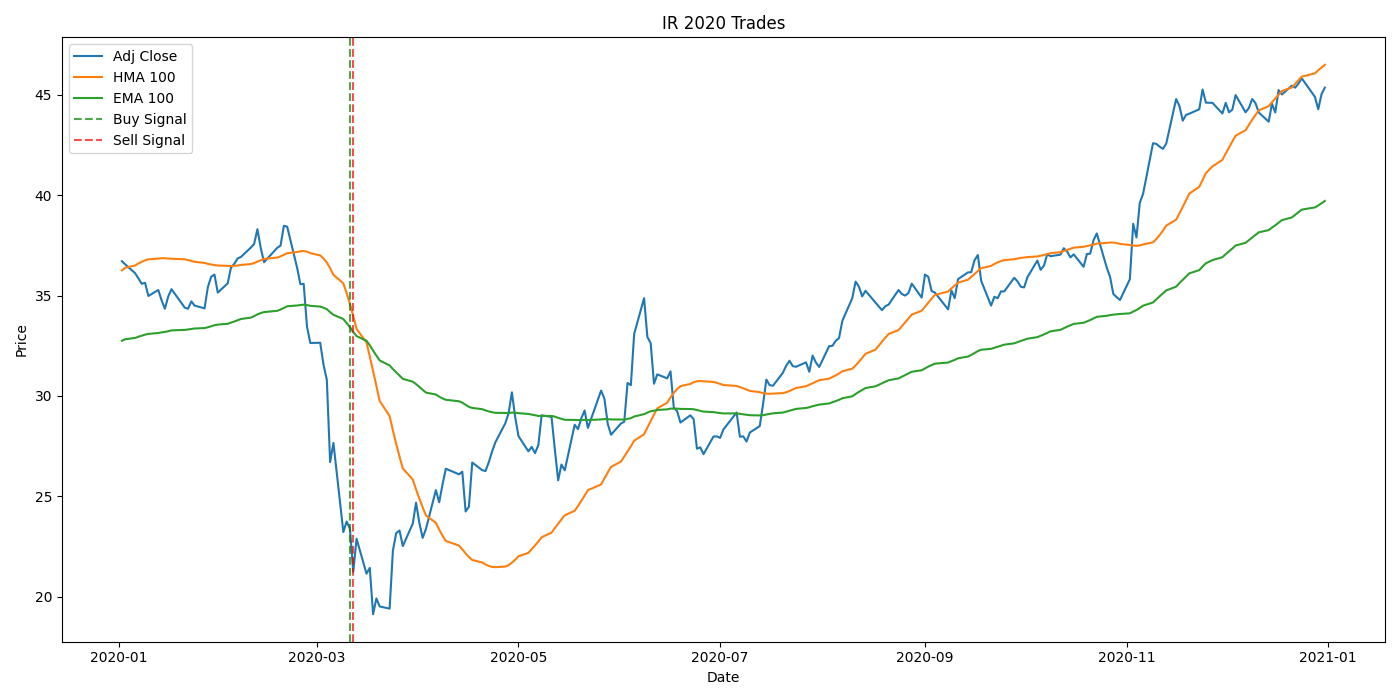 IR 2020 Trades
Adj Close
HMA 100
EMA 100
Buy Signal
Sell Signal
Price
45
40
35
30
25
20
2020-01 2020-03 2020-05 2020-07 2020-09 2020-11 2021-01
Date